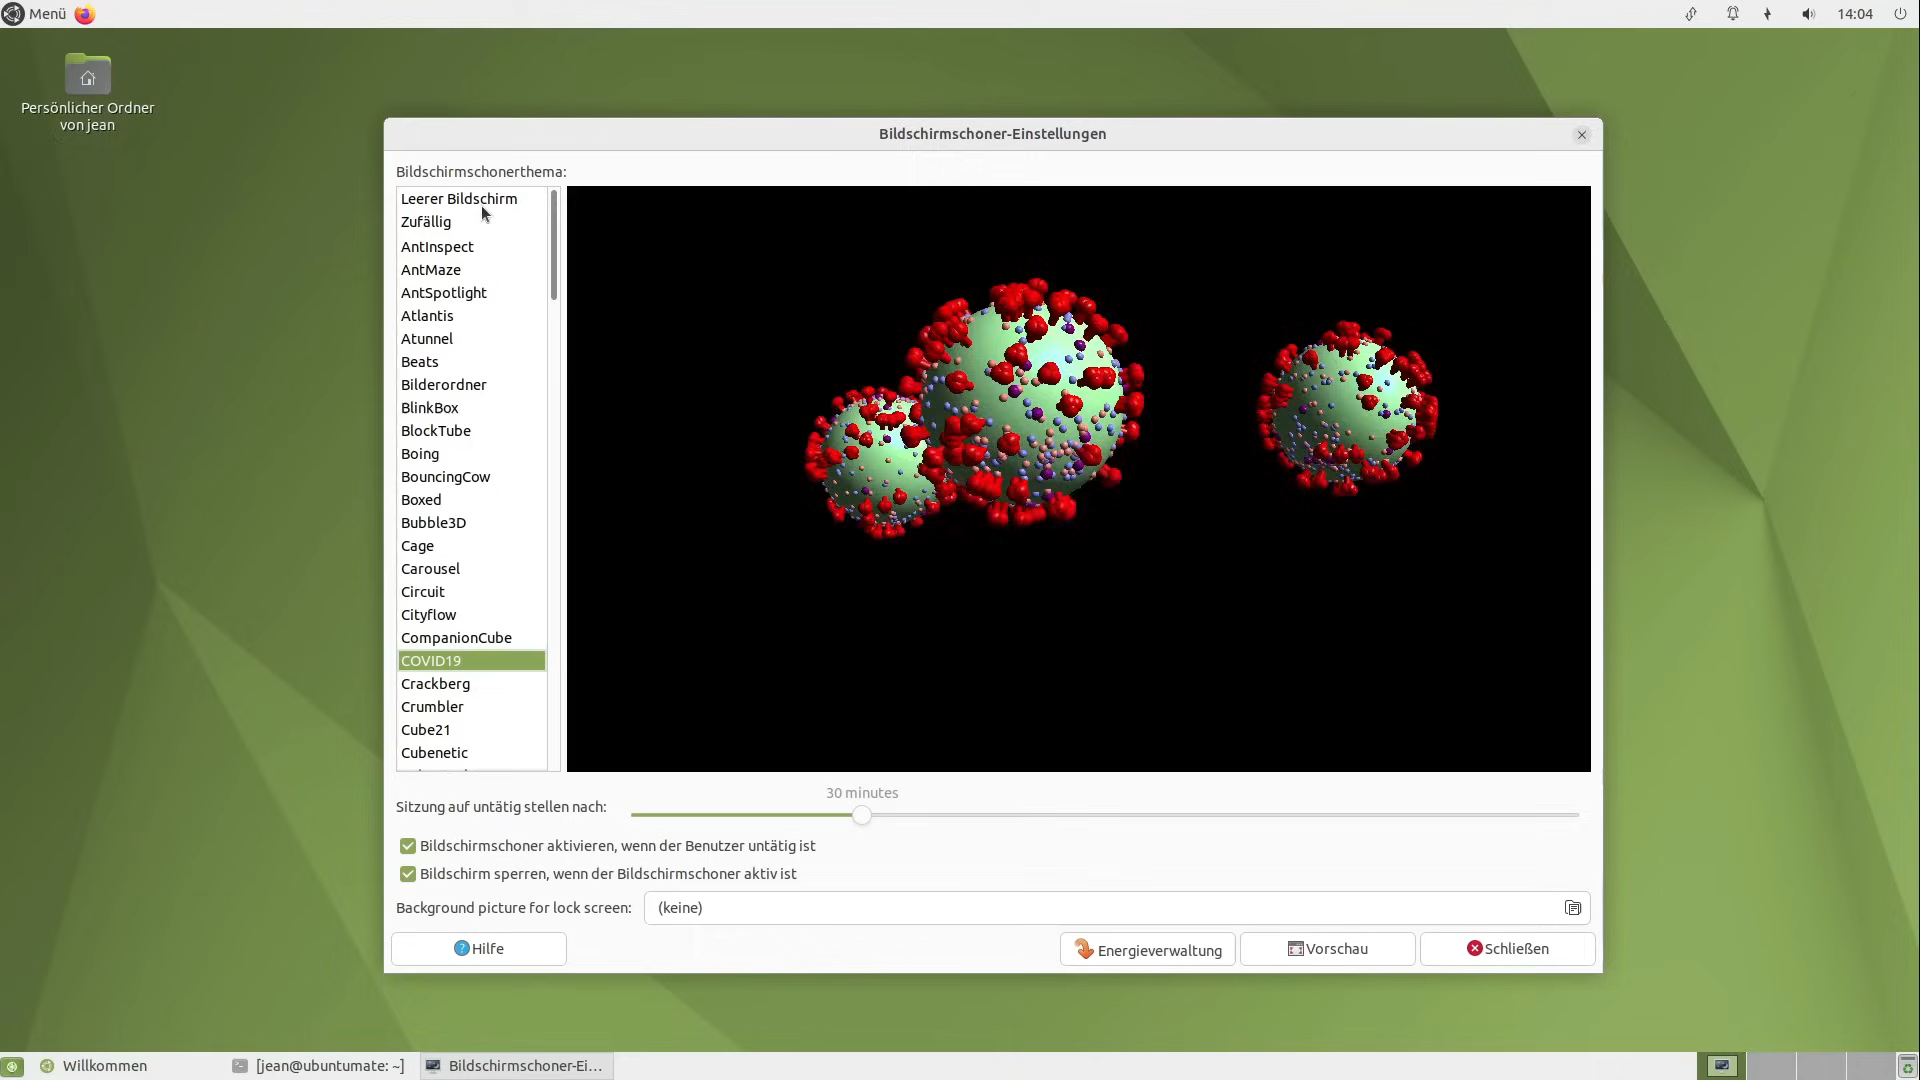 Menü
14:04
Persönlicher Ordner
von jean
Bildschirmschoner-Einstellungen
Bildschirmschonerthema:
Leerer Bildschirm
Zufällig
AntInspect
AntMaze
AntSpotlight
Atlantis
Atunnel
Beats
Bilderordner
BlinkBox
BlockTube
Boing
BouncingCow
Boxed
Bubble3D
Cage
Carousel
Circuit
Cityflow
CompanionCube
COVID19
Crackberg
Crumbler
Cube21
Cubenetic
30 minutes
Sitzung auf untätig stellen nach:
Bildschirmschoner aktivieren, wenn der Benutzer untätig ist
Bildschirm sperren, wenn der Bildschirmschoner aktiv ist
Background picture for lock screen: (keine)
Hilfe
Energieverwaltung
Vorschau
Schließen
Willkommen
[jean@ubuntumate: ~]
Bildschirmschoner-Ei...